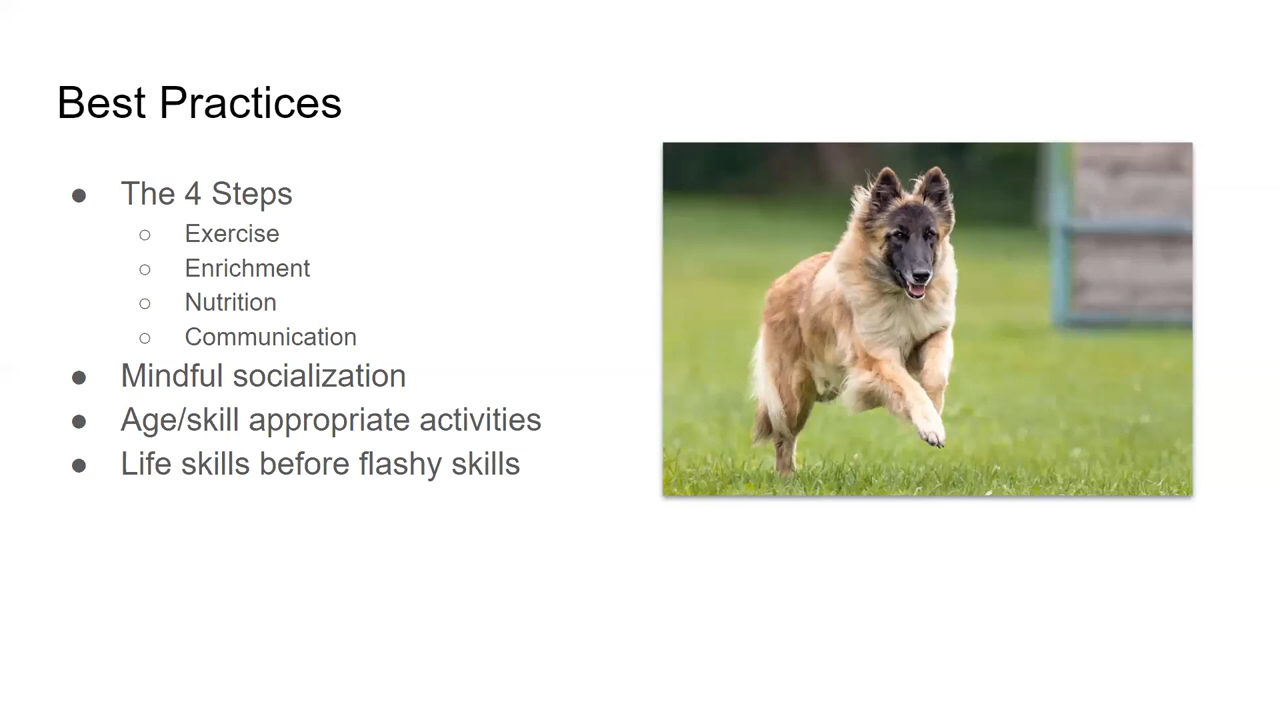 Best Practices
● The 4 Steps
○ Exercise
○ Enrichment
○ Nutrition
○ Communication
● Mindful socialization
● Age/skill appropriate activities
● Life skills before flashy skills